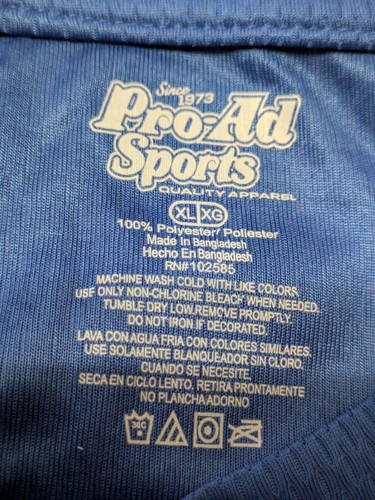 Since 1973
Pro-Ad
Sports
QUALITY APPAREL
XL XG
100% Polyester/ Poliester
Made In Bangladesh
Hecho En Bangladesh
RN#102585
MACHINE WASH COLD WITH LIKE COLORS,
USE ONLY NON-CHLORINE BLEACH WHEN NEEDED.
TUMBLE DRY LOW.REMOVE PROMPTLY.
DO NOT IRON IF DECORATED.
LAVA CON AGUA FRIA CON COLORES SIMILARES.
USE SOLAMENTE BLANQUEADOR SIN CLORO.
CUANDO SE NECESITE.
SECA EN CICLO LENTO. RETIRA PRONTAMENTE
NO PLANCHA ADORNO
30C